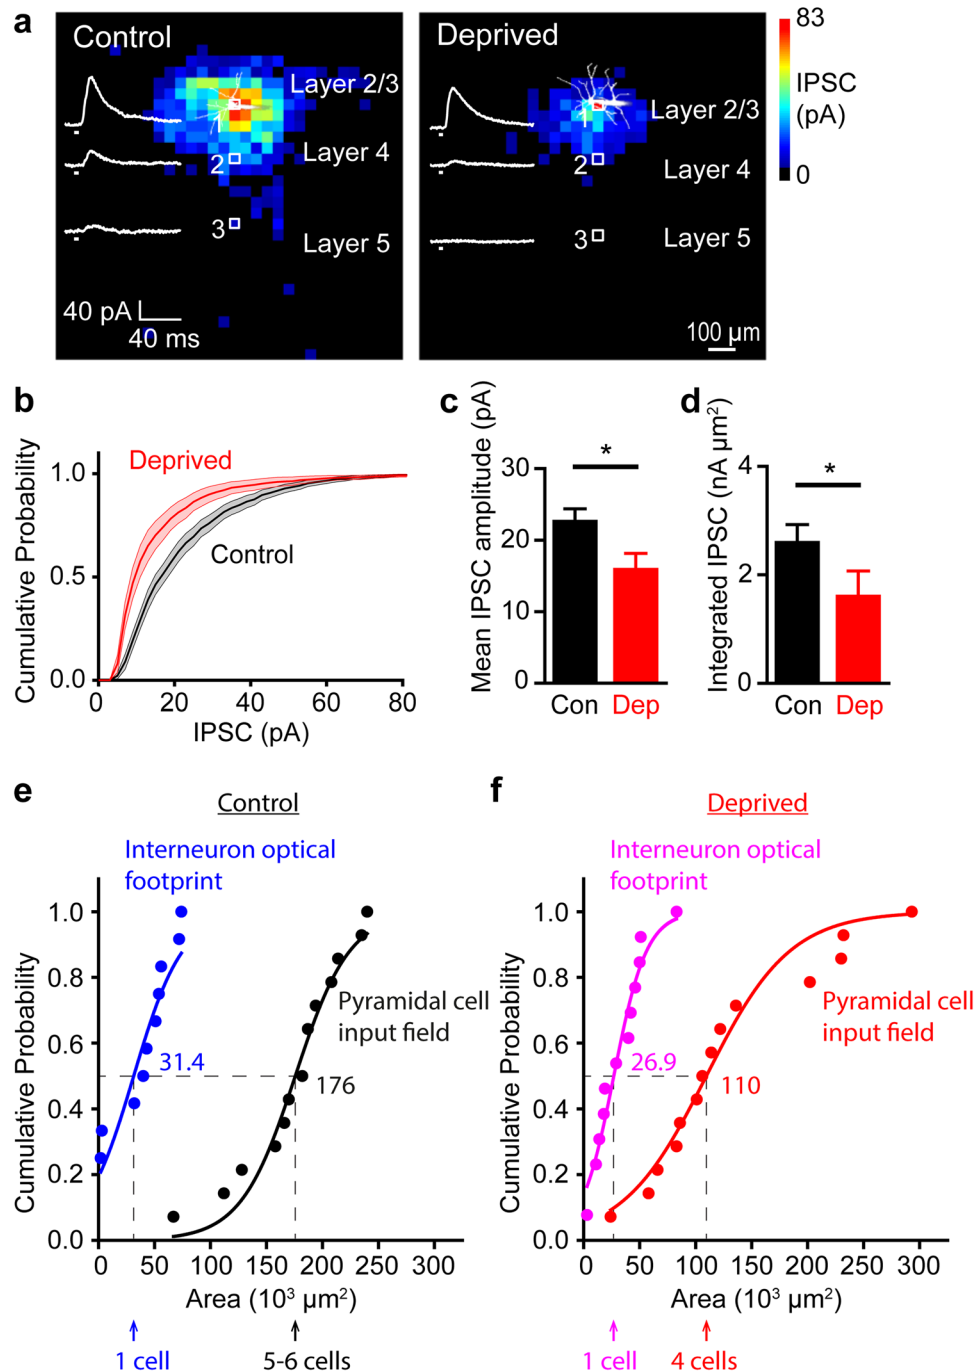 a
Control
Layer 2/3
1
Layer 4
2
3
Layer 5
40 pA
40 ms
Deprived
Layer 2/3
1
2
Layer 4
3
Layer 5
100 µm
83
IPSC
(pA)
0
b
Cumulative Probability
1.0
0.5
0.0
Deprived
Control
0
20
40
60
80
IPSC (pA)
c
Mean IPSC amplitude (pA)
30
20
10
0
*
Con
Dep
d
Integrated IPSC (nA µm²)
4
2
0
*
Con
Dep
e
Control
Interneuron optical
footprint
Cumulative Probability
1.0
0.8
0.6
0.4
0.2
0.0
Pyramidal cell
input field
31.4
176
0
50
100
150
200
250
300
Area (10³ µm²)
1 cell
5-6 cells
f
Deprived
Interneuron optical
footprint
Cumulative Probability
1.0
0.8
0.6
0.4
0.2
0.0
Pyramidal cell
input field
26.9
110
0
50
100
150
200
250
300
Area (10³ µm²)
1 cell
4 cells